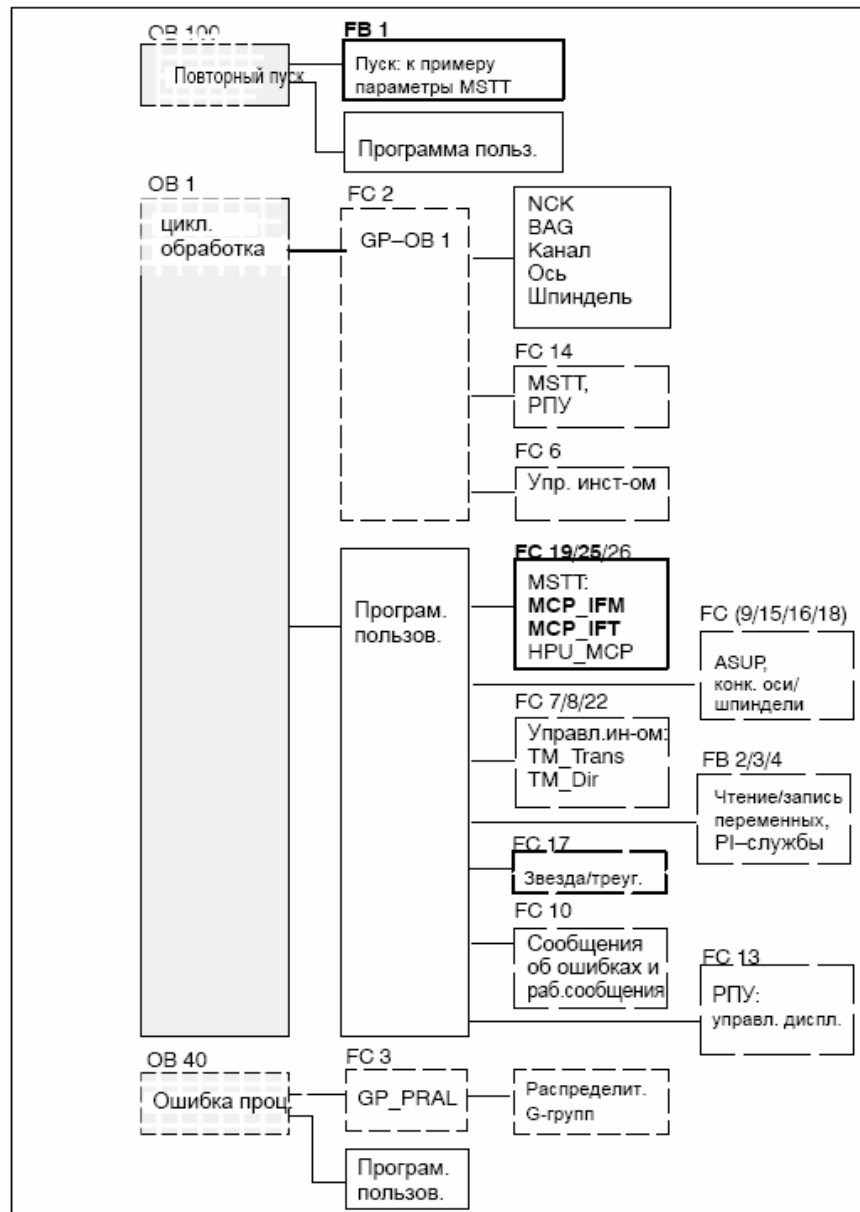 OB 100
Повторный пуск
FB 1
Пуск: к примеру
параметры MSTT
Программа польз.
OB 1
цикл.
обработка
FC 2
GP–OB 1
NCK
BAG
Канал
Ось
Шпиндель
FC 14
MSTT,
РПУ
FC 6
Упр. инст-ом
Програм.
пользов.
FC 19/25/26
MSTT:
MCP_IFM
MCP_IFT
HPU_MCP
FC (9/15/16/18)
ASUP,
конк. оси/
шпиндели
FC 7/8/22
Управл.ин-ом:
TM_Trans
TM_Dir
FB 2/3/4
Чтение/запись
переменных,
PI–службы
FC 17
Звезда/треуг.
FC 10
Сообщения
об ошибках и
раб.сообщения
FC 13
РПУ:
управл. диспл.
OB 40
Ошибка проц.
FC 3
GP_PRAL
Распределит.
G-групп
Програм.
пользов.